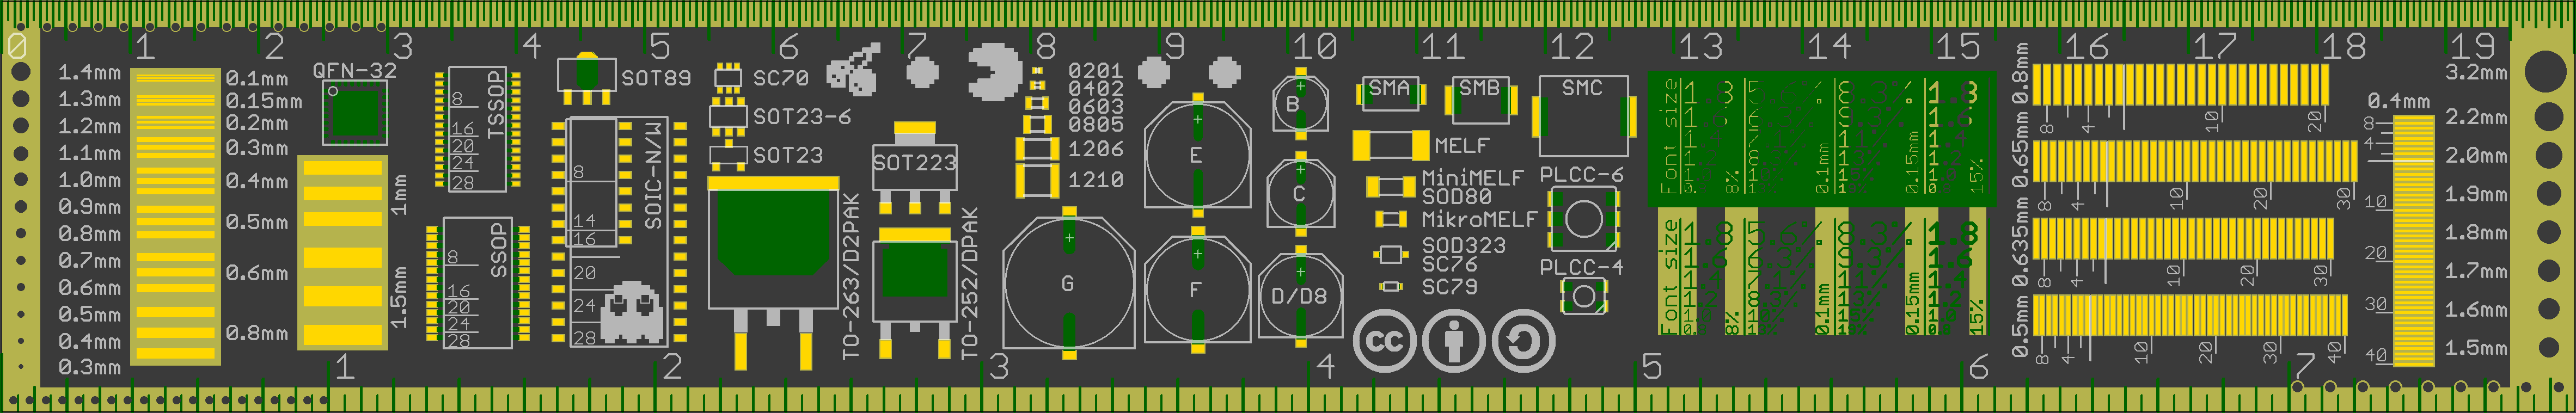 0 1 2 3 4 5 6 7 8 9 10 11 12 13 14 15 16 17 18 19
1.4mm
1.3mm
1.2mm
1.1mm
1.0mm
0.9mm
0.8mm
0.7mm
0.6mm
0.5mm
0.4mm
0.3mm
0.1mm
0.15mm
0.2mm
0.3mm
0.4mm
0.5mm
0.6mm
0.8mm
QFN-32
1mm
1.5mm
TSSOP
8
16
20
24
28
SSOP
8
16
20
24
28
SOT89
SOIC-N/W
8
14
16
20
24
28
SC70
SOT23-6
SOT23
TO-263/D2PAK
SOT223
TO-252/DPAK
0201
0402
0603
0805
1206
1210
G
E
F
B
C
D/D8
SMA
SMB
SMC
MELF
MiniMELF
SOD80
MikroMELF
SOD323
SC76
SC79
PLCC-6
PLCC-4
cc
Font size
8%
0.1mm
0.15mm
15%
Font size
8%
0.1mm
0.15mm
15%
0.8mm
8 4 10 20
0.65mm
8 4 10 20 30
0.635mm
8 4 10 20 30
0.5mm
8 4 10 20 30 40
0.4mm
8
4
10
20
30
40
3.2mm
2.2mm
2.0mm
1.9mm
1.8mm
1.7mm
1.6mm
1.5mm
1 2 3 4 5 6 7